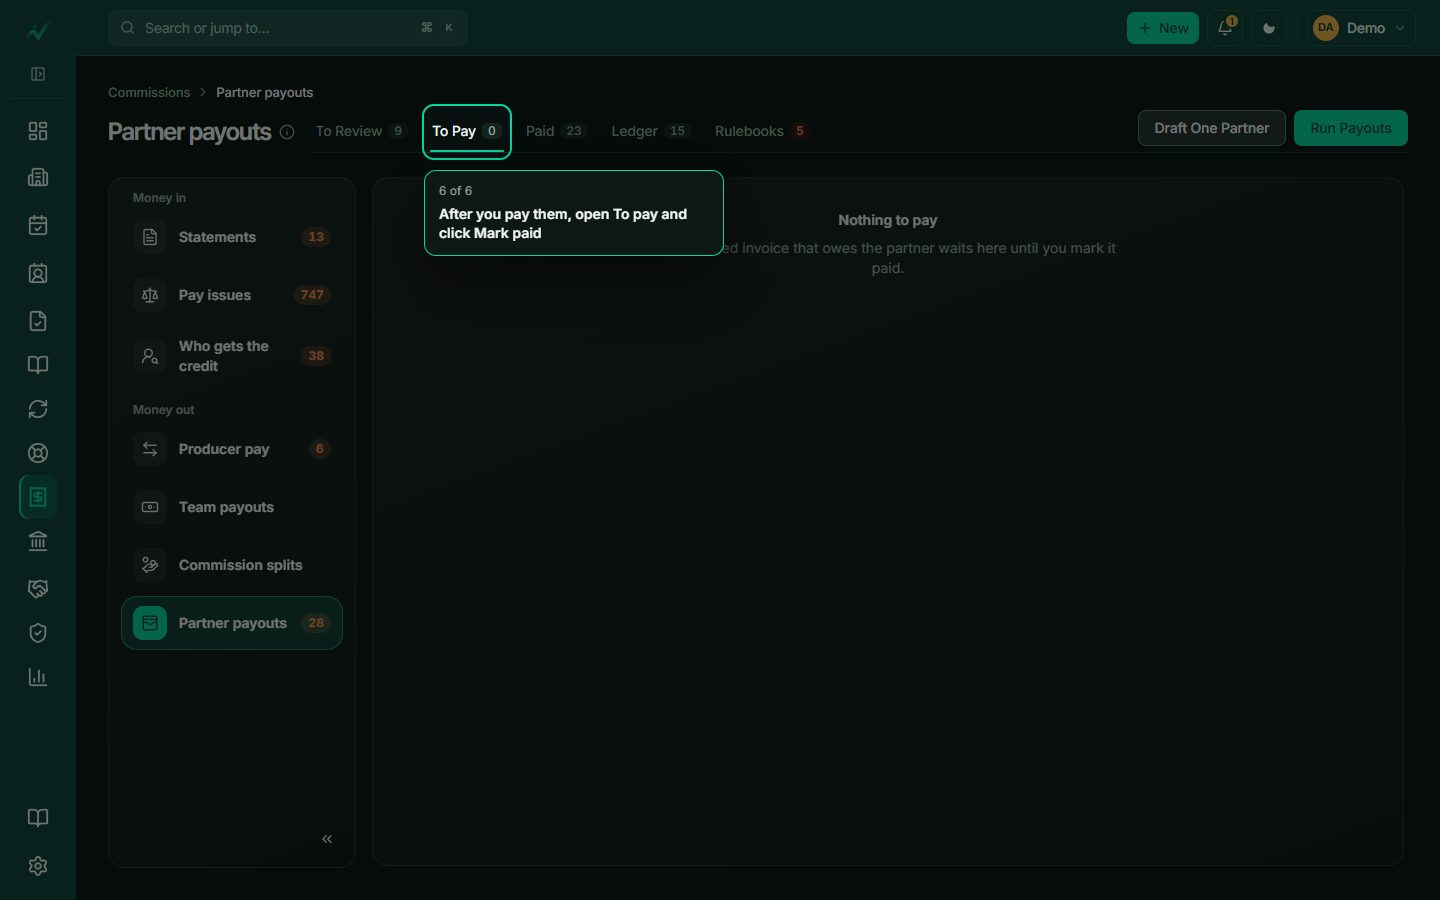 Search or jump to...
⌘ K
New
1
DA
Demo
Commissions > Partner payouts
Partner payouts
To Review 9
To Pay 0
Paid 23
Ledger 15
Rulebooks 5
Draft One Partner
Run Payouts
6 of 6
After you pay them, open To pay and
click Mark paid
Nothing to pay
ed invoice that owes the partner waits here until you mark it
paid.
Money in
Statements 13
Pay issues 747
Who gets the
credit
38
Money out
Producer pay 6
Team payouts
Commission splits
Partner payouts 28